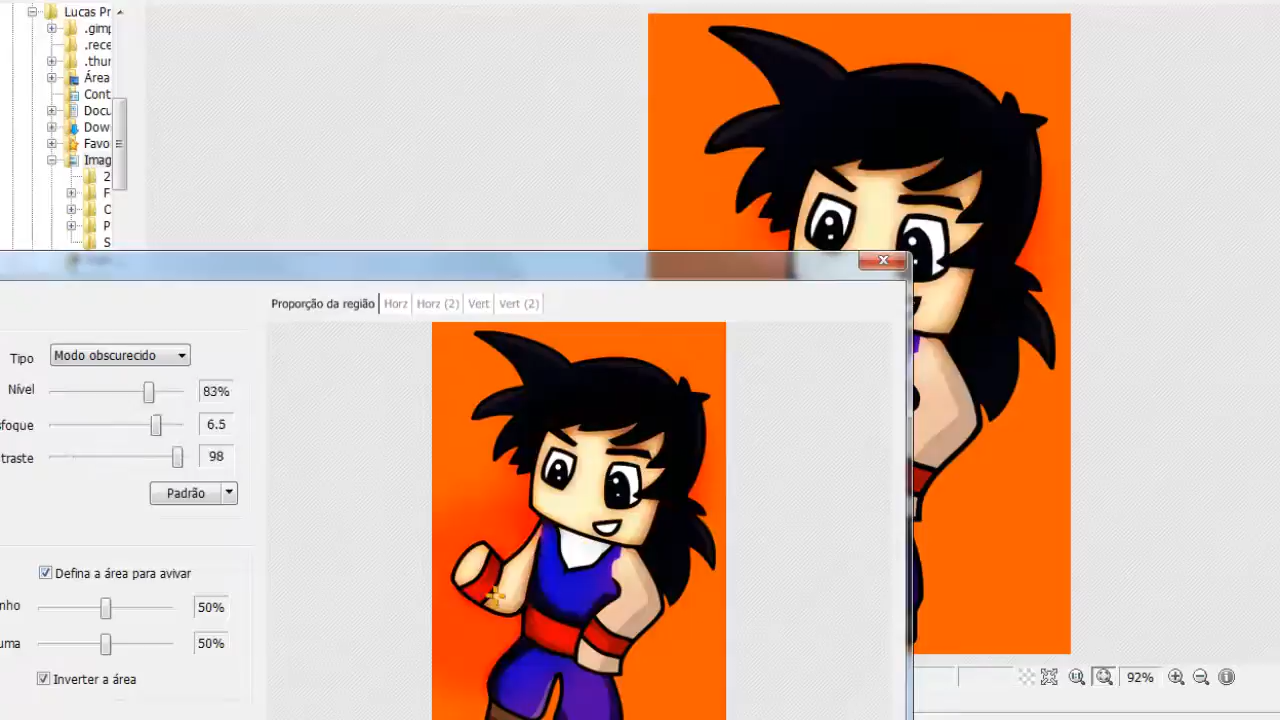 Lucas Pr
.gimp
.rece
.thur
Área
Cont
Docu
Dow
Favo
Imag
2
F
P
S
Proporção da região
Horz
Horz (2)
Vert
Vert (2)
Tipo
Modo obscurecido
Nível
83%
sfoque
6.5
traste
98
Padrão
Defina a área para avivar
nho
50%
uma
50%
Inverter a área
92%